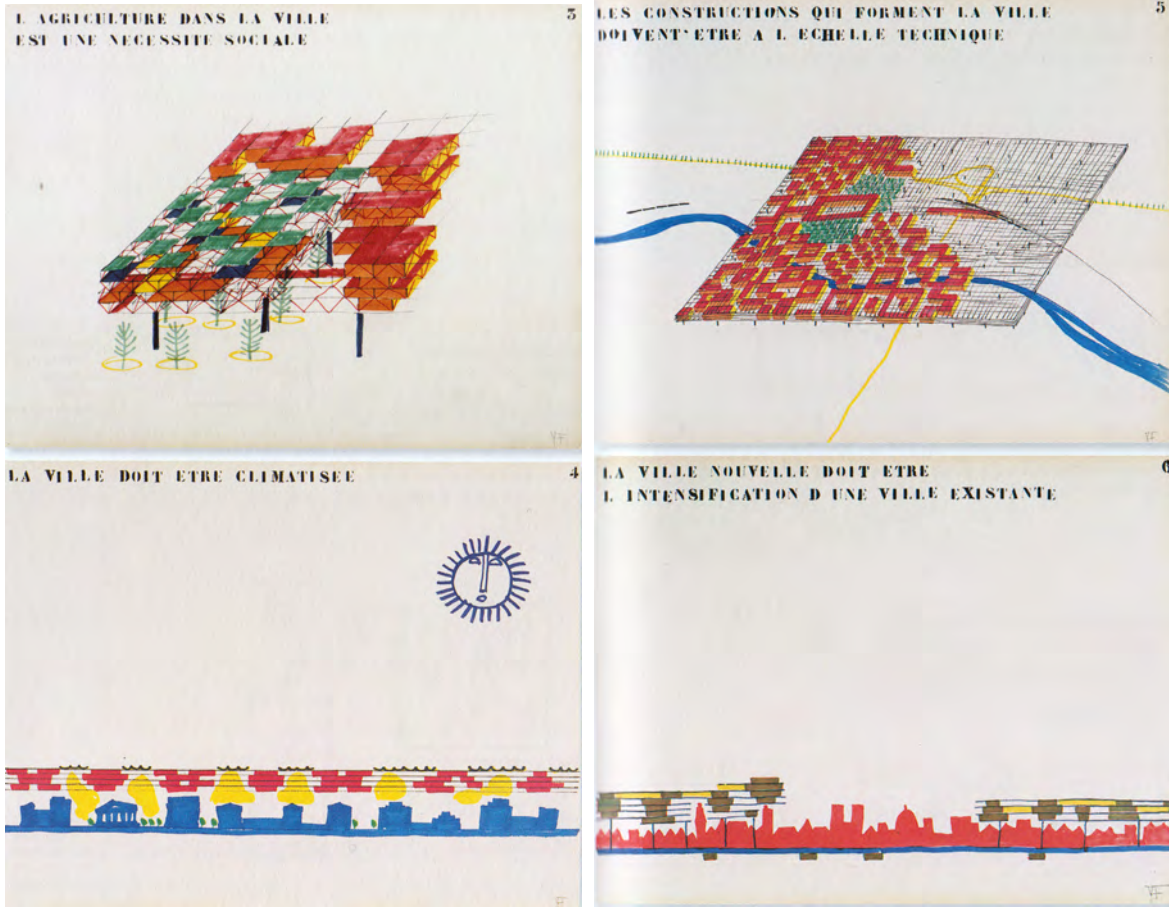 L AGRICULTURE DANS LA VILLE
EST UNE NECESSITE SOCIALE
3
LES CONSTRUCTIONS QUI FORMENT LA VILLE
DOIVENT' ETRE A L ECHELLE TECHNIQUE
5
YF
YF
LA VILLE DOIT ETRE CLIMATISEE
4
LA VILLE NOUVELLE DOIT ETRE
L INTENSIFICATION D UNE VILLE EXISTANTE
6
YF
YF